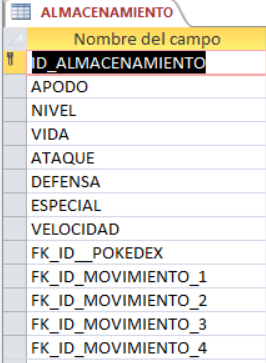 ALMACENAMIENTO
Nombre del campo
ID_ALMACENAMIENTO
APODO
NIVEL
VIDA
ATAQUE
DEFENSA
ESPECIAL
VELOCIDAD
FK_ID__POKEDEX
FK_ID_MOVIMIENTO_1
FK_ID_MOVIMIENTO_2
FK_ID_MOVIMIENTO_3
FK_ID_MOVIMIENTO_4